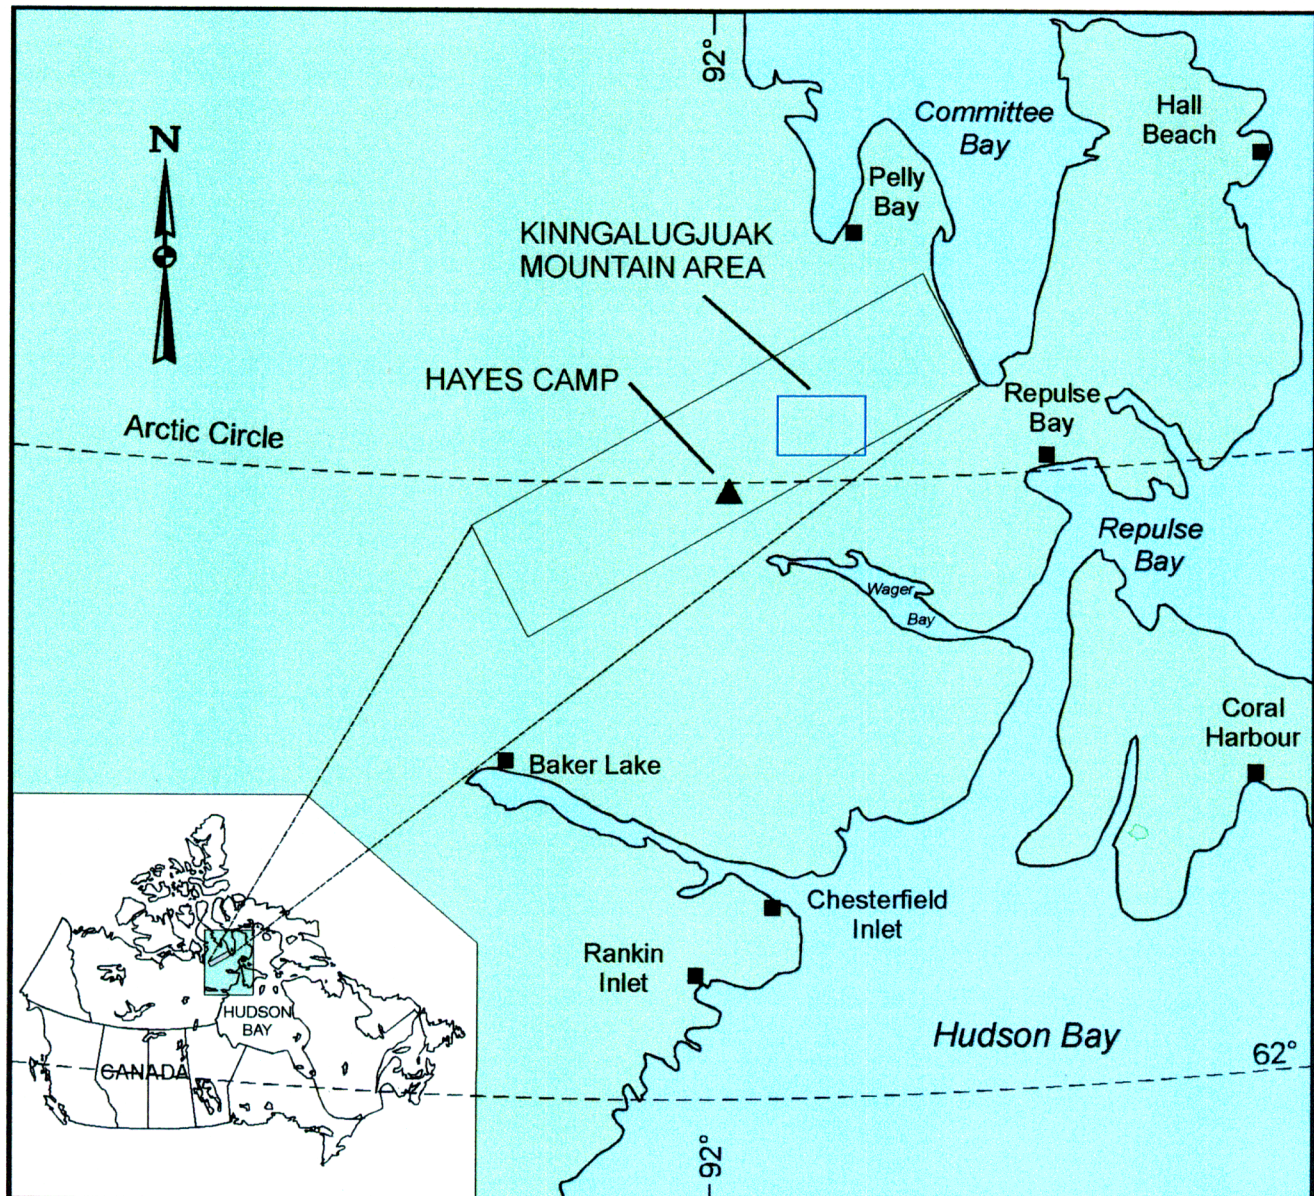 92°
Committee
Bay
Hall
Beach
N
Pelly
Bay
KINNGALUGJUAK
MOUNTAIN AREA
HAYES CAMP
Repulse
Bay
Arctic Circle
Repulse
Bay
Wager
Bay
Coral
Harbour
Baker Lake
Chesterfield
Inlet
Rankin
Inlet
HUDSON
BAY
Hudson Bay
62°
CANADA
92°